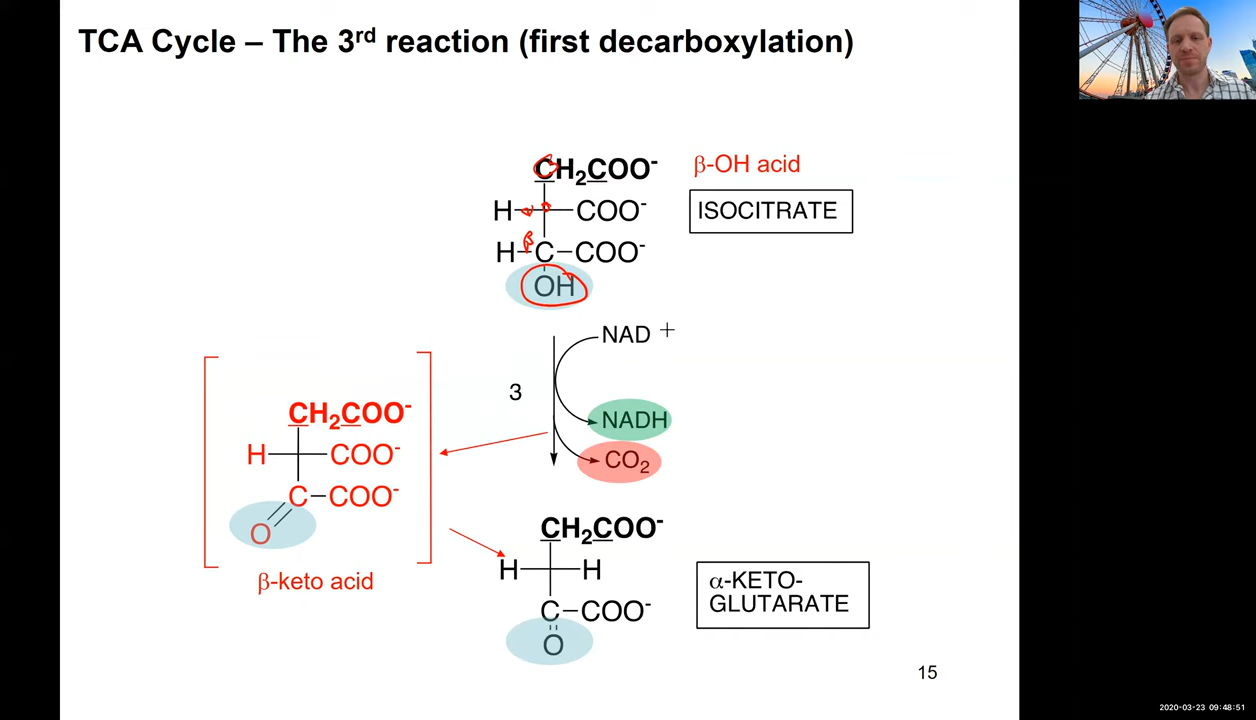 TCA Cycle – The 3rd reaction (first decarboxylation)
CH₂COO⁻
β-OH acid
H COO⁻
ISOCITRATE
α
β
H–C–COO⁻
OH
NAD +
3
NADH
CO₂
CH₂COO⁻
H COO⁻
C–COO⁻
O
β-keto acid
CH₂COO⁻
H H
α-KETO-
GLUTARATE
C–COO⁻
O
15
2020-03-23 09:48:51